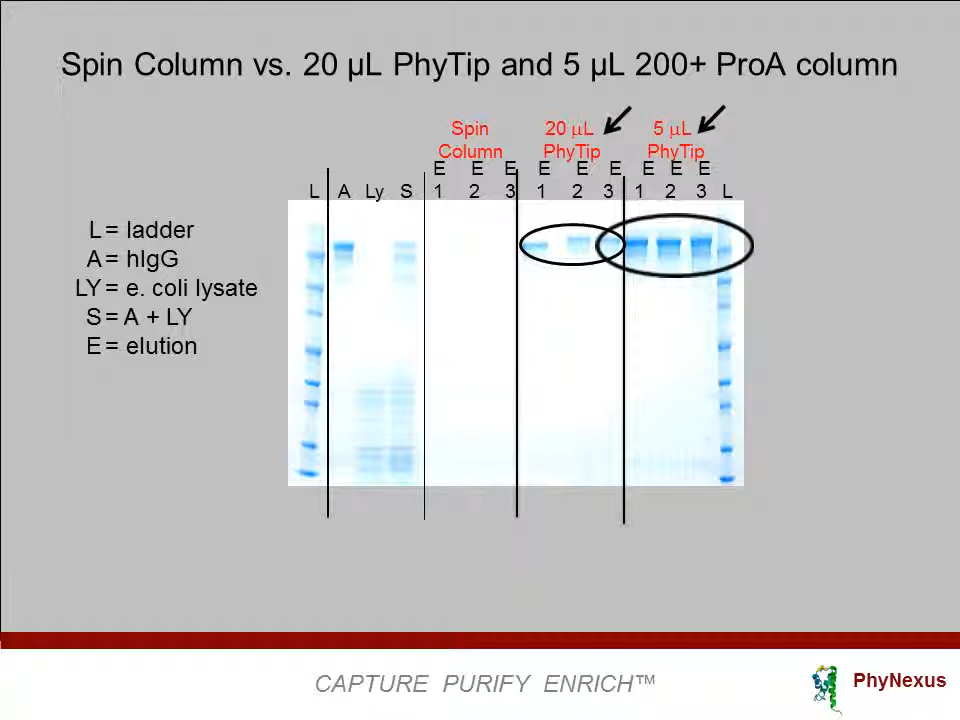 Spin Column vs. 20 µL PhyTip and 5 µL 200+ ProA column
Spin 20 µL 5 µL
Column PhyTip PhyTip
E E E E E E E E E
L A Ly S 1 2 3 1 2 3 1 2 3 L
L = ladder
A = hIgG
LY = e. coli lysate
S = A + LY
E = elution
CAPTURE PURIFY ENRICH™
PhyNexus